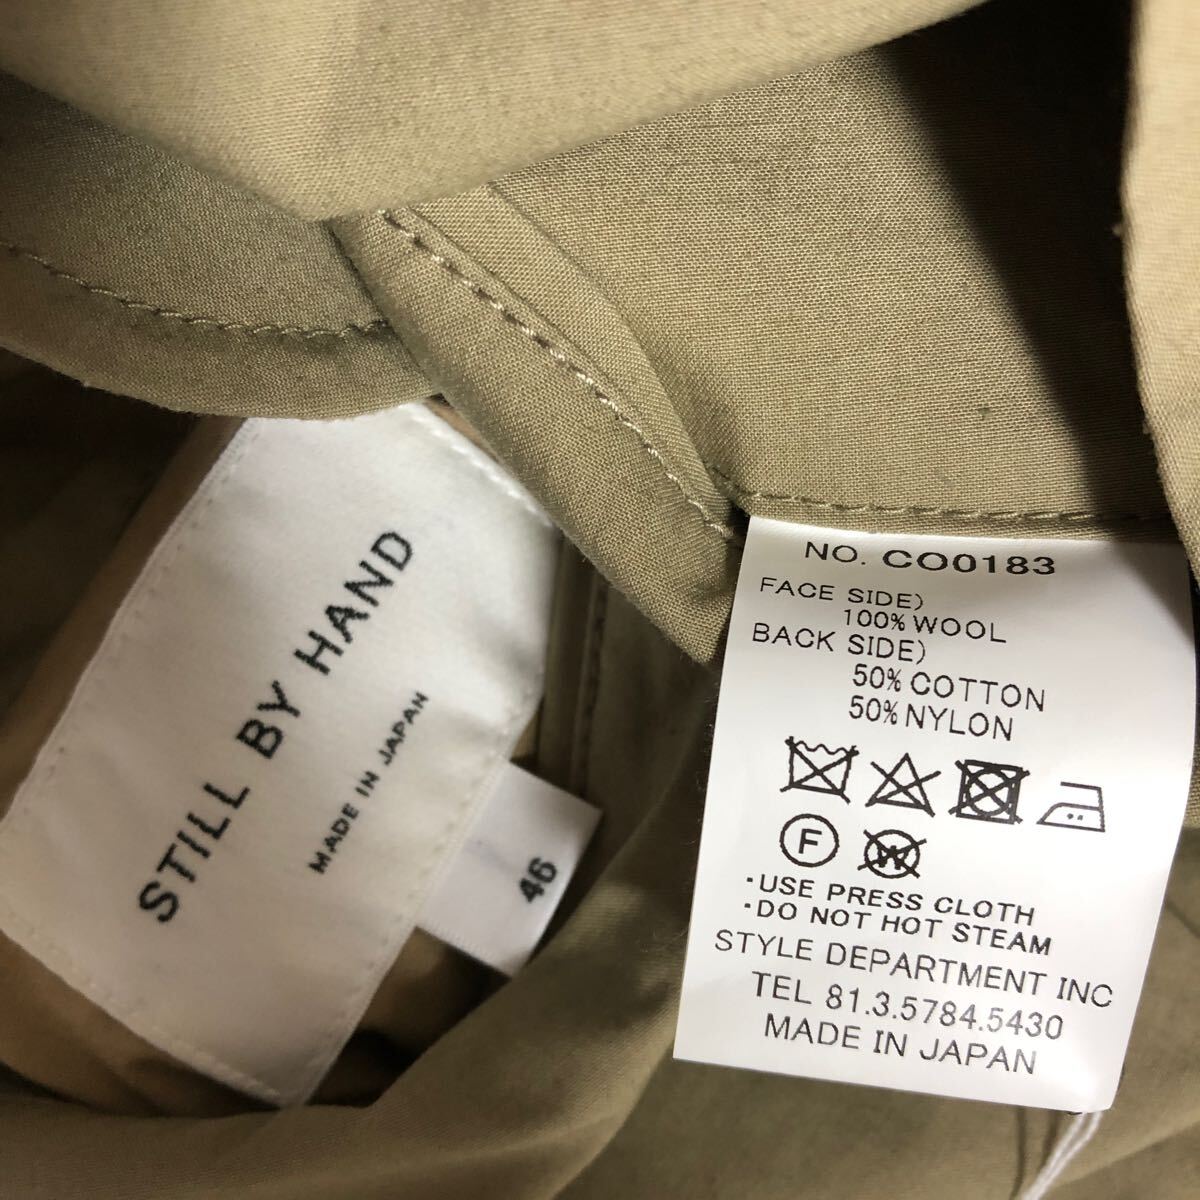 STILL BY HAND
MADE IN JAPAN
46
NO. CO0183
FACE SIDE)
100% WOOL
BACK SIDE)
50% COTTON
50% NYLON
F W
·USE PRESS CLOTH
·DO NOT HOT STEAM
STYLE DEPARTMENT INC
TEL 81.3.5784.5430
MADE IN JAPAN